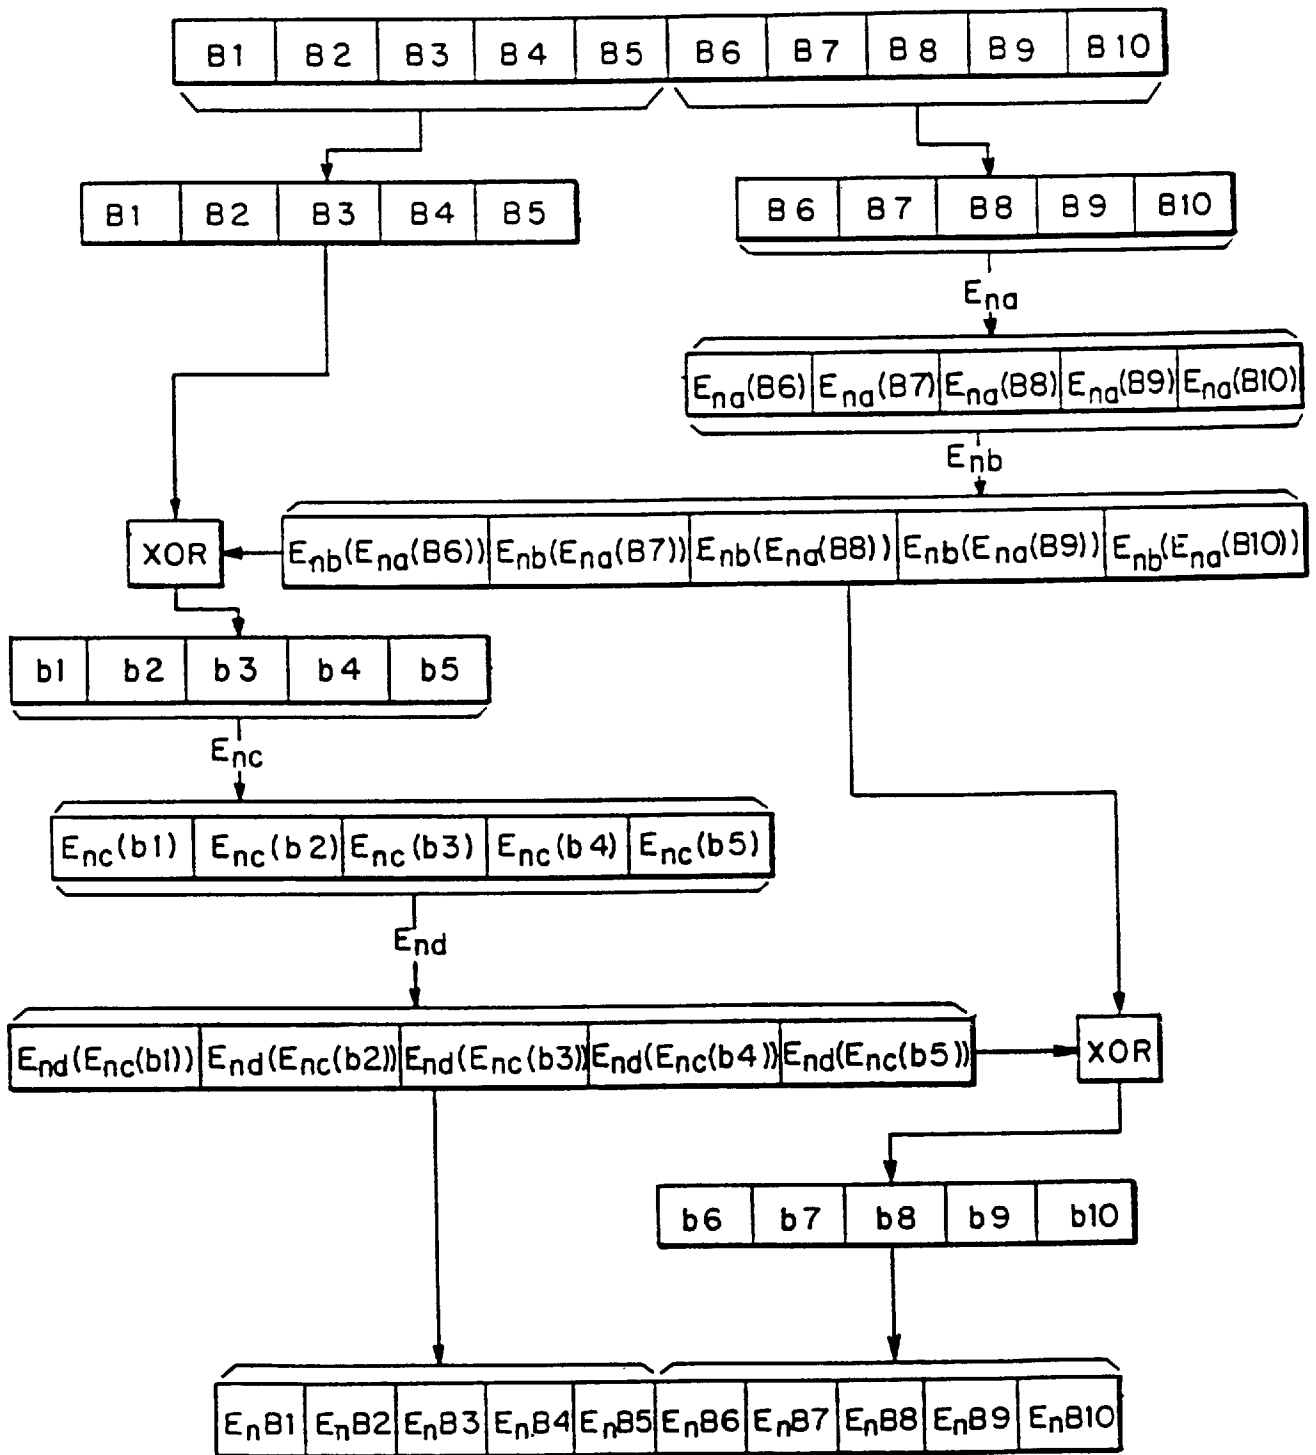 B1 B2 B3 B4 B5 B6 B7 B8 B9 B10
B1 B2 B3 B4 B5
B6 B7 B8 B9 B10
Ena
Ena(B6) Ena(B7) Ena(B8) Ena(B9) Ena(B10)
Enb
XOR
Enb(Ena(B6)) Enb(Ena(B7)) Enb(Ena(B8)) Enb(Ena(B9)) Enb(Ena(B10))
b1 b2 b3 b4 b5
Enc
Enc(b1) Enc(b2) Enc(b3) Enc(b4) Enc(b5)
End
End(Enc(b1)) End(Enc(b2)) End(Enc(b3)) End(Enc(b4)) End(Enc(b5))
XOR
b6 b7 b8 b9 b10
EnB1 EnB2 EnB3 EnB4 EnB5 EnB6 EnB7 EnB8 EnB9 EnB10